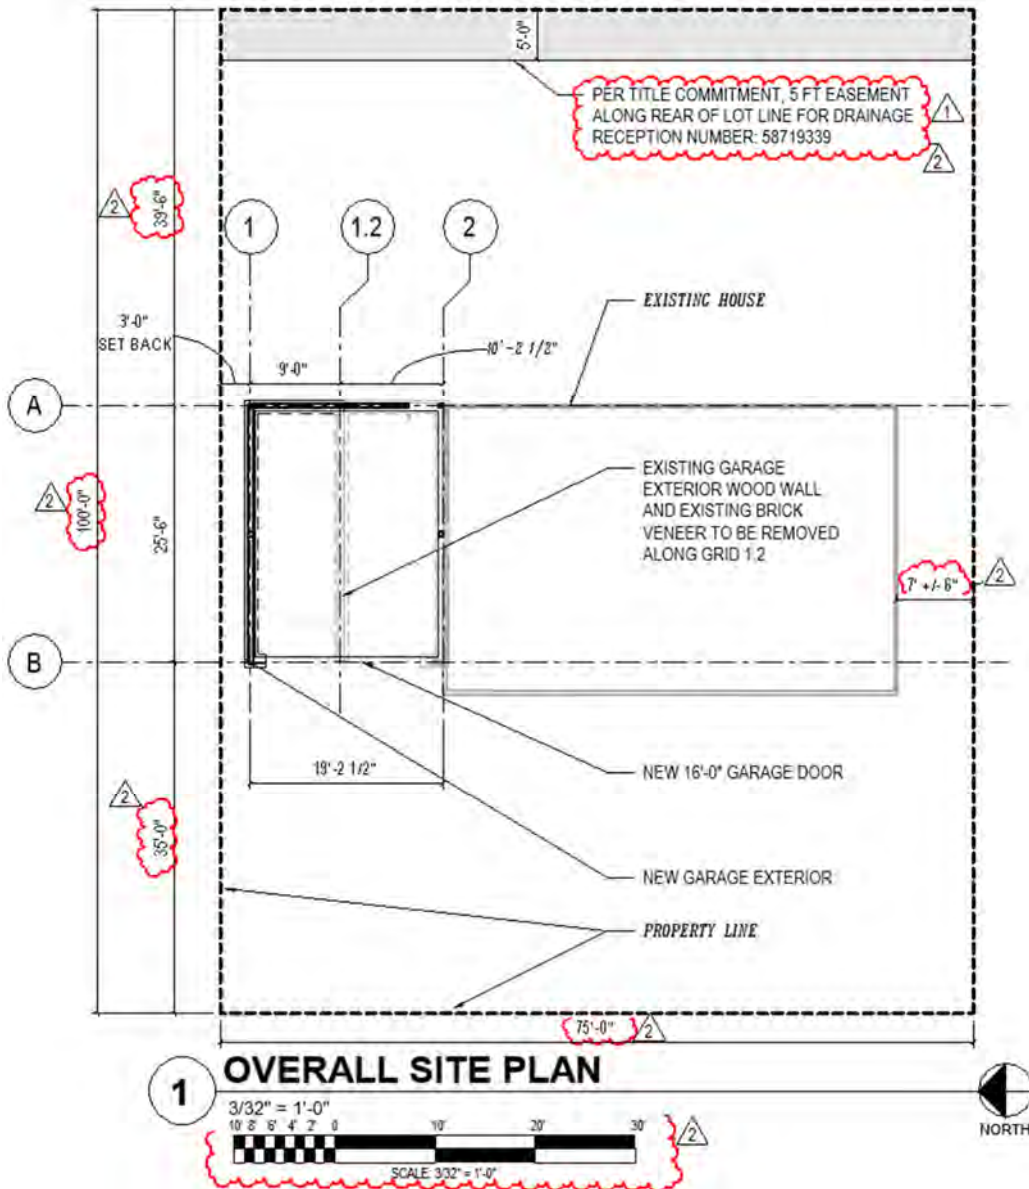 5'-0"
PER TITLE COMMITMENT, 5 FT EASEMENT
ALONG REAR OF LOT LINE FOR DRAINAGE
RECEPTION NUMBER: 58719339
1
2
2
39'-6"
1
1.2
2
EXISTING HOUSE
3'-0"
SET BACK
9'-0"
10'-2 1/2"
A
EXISTING GARAGE
EXTERIOR WOOD WALL
AND EXISTING BRICK
VENEER TO BE REMOVED
ALONG GRID 1.2
2
100'-0"
25'-6"
7' +/- 6"
2
B
19'-2 1/2"
NEW 16'-0" GARAGE DOOR
2
35'-0"
NEW GARAGE EXTERIOR
PROPERTY LINE
75'-0"
2
1
OVERALL SITE PLAN
3/32" = 1'-0"
10' 8' 6' 4' 2' 0 10' 20' 30'
2
SCALE: 3/32" = 1'-0"
NORTH